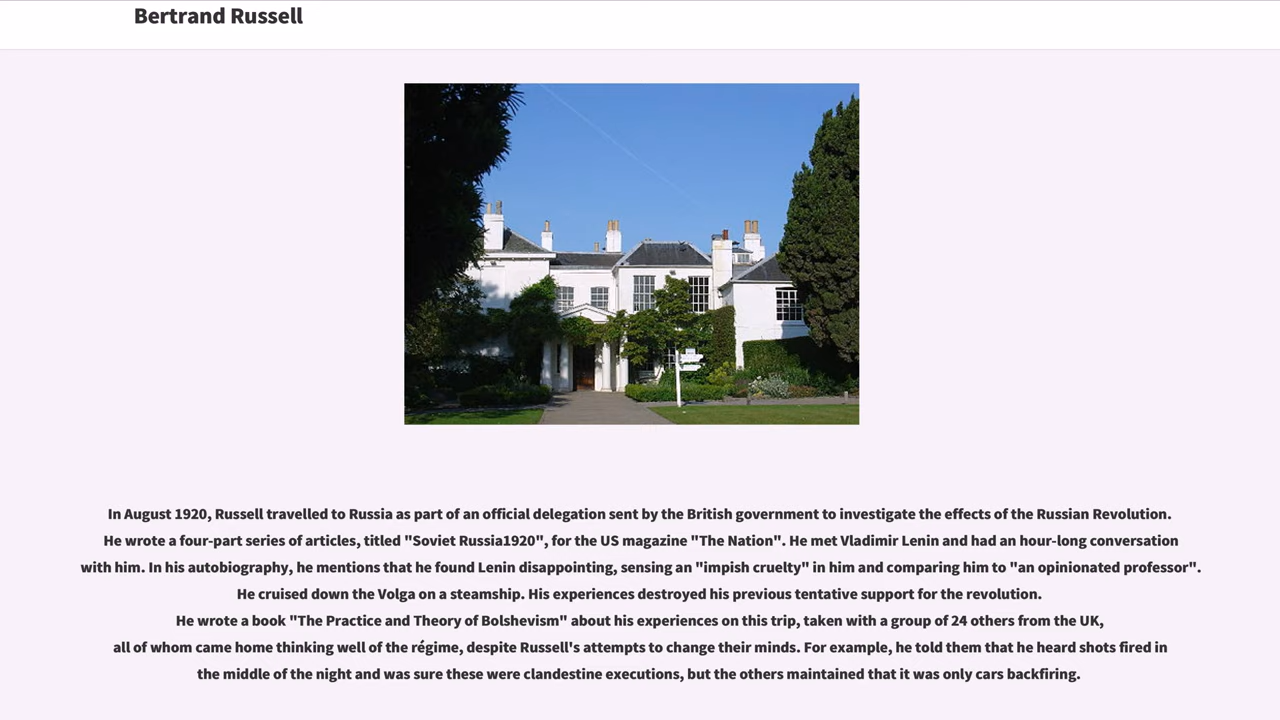 Bertrand Russell
In August 1920, Russell travelled to Russia as part of an official delegation sent by the British government to investigate the effects of the Russian Revolution.
He wrote a four-part series of articles, titled "Soviet Russia1920", for the US magazine "The Nation". He met Vladimir Lenin and had an hour-long conversation
with him. In his autobiography, he mentions that he found Lenin disappointing, sensing an "impish cruelty" in him and comparing him to "an opinionated professor".
He cruised down the Volga on a steamship. His experiences destroyed his previous tentative support for the revolution.
He wrote a book "The Practice and Theory of Bolshevism" about his experiences on this trip, taken with a group of 24 others from the UK,
all of whom came home thinking well of the régime, despite Russell's attempts to change their minds. For example, he told them that he heard shots fired in
the middle of the night and was sure these were clandestine executions, but the others maintained that it was only cars backfiring.